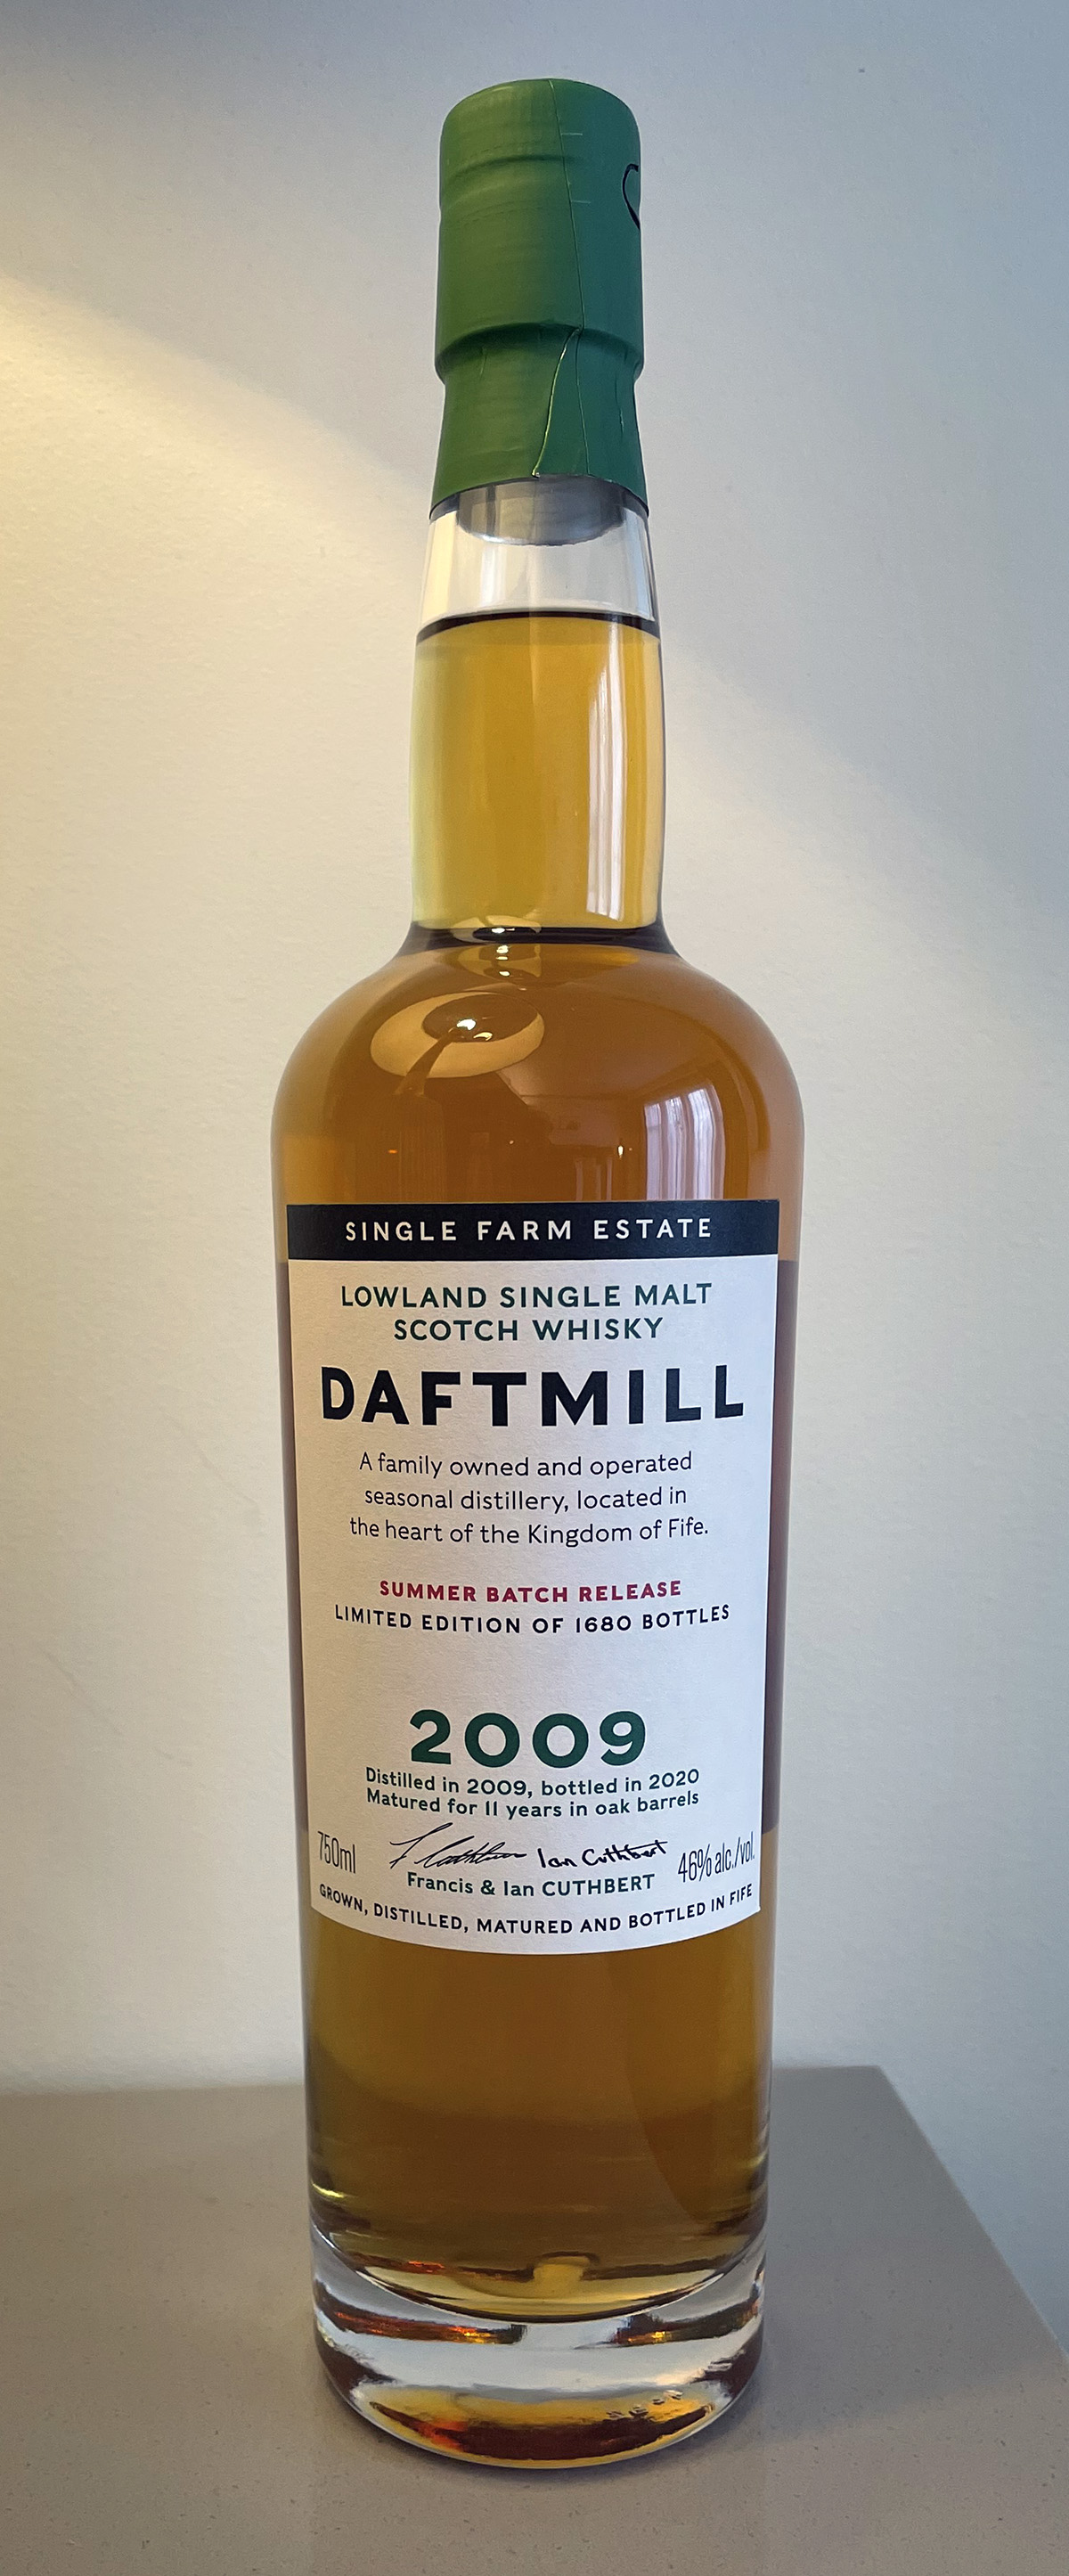 SINGLE FARM ESTATE
LOWLAND SINGLE MALT
SCOTCH WHISKY
DAFTMILL
A family owned and operated
seasonal distillery, located in
the heart of the Kingdom of Fife.
SUMMER BATCH RELEASE
LIMITED EDITION OF 1680 BOTTLES
2009
Distilled in 2009, bottled in 2020
Matured for 11 years in oak barrels
750ml
Ian Cuthbert
46% alc./vol.
Francis & Ian CUTHBERT
GROWN, DISTILLED, MATURED AND BOTTLED IN FIFE